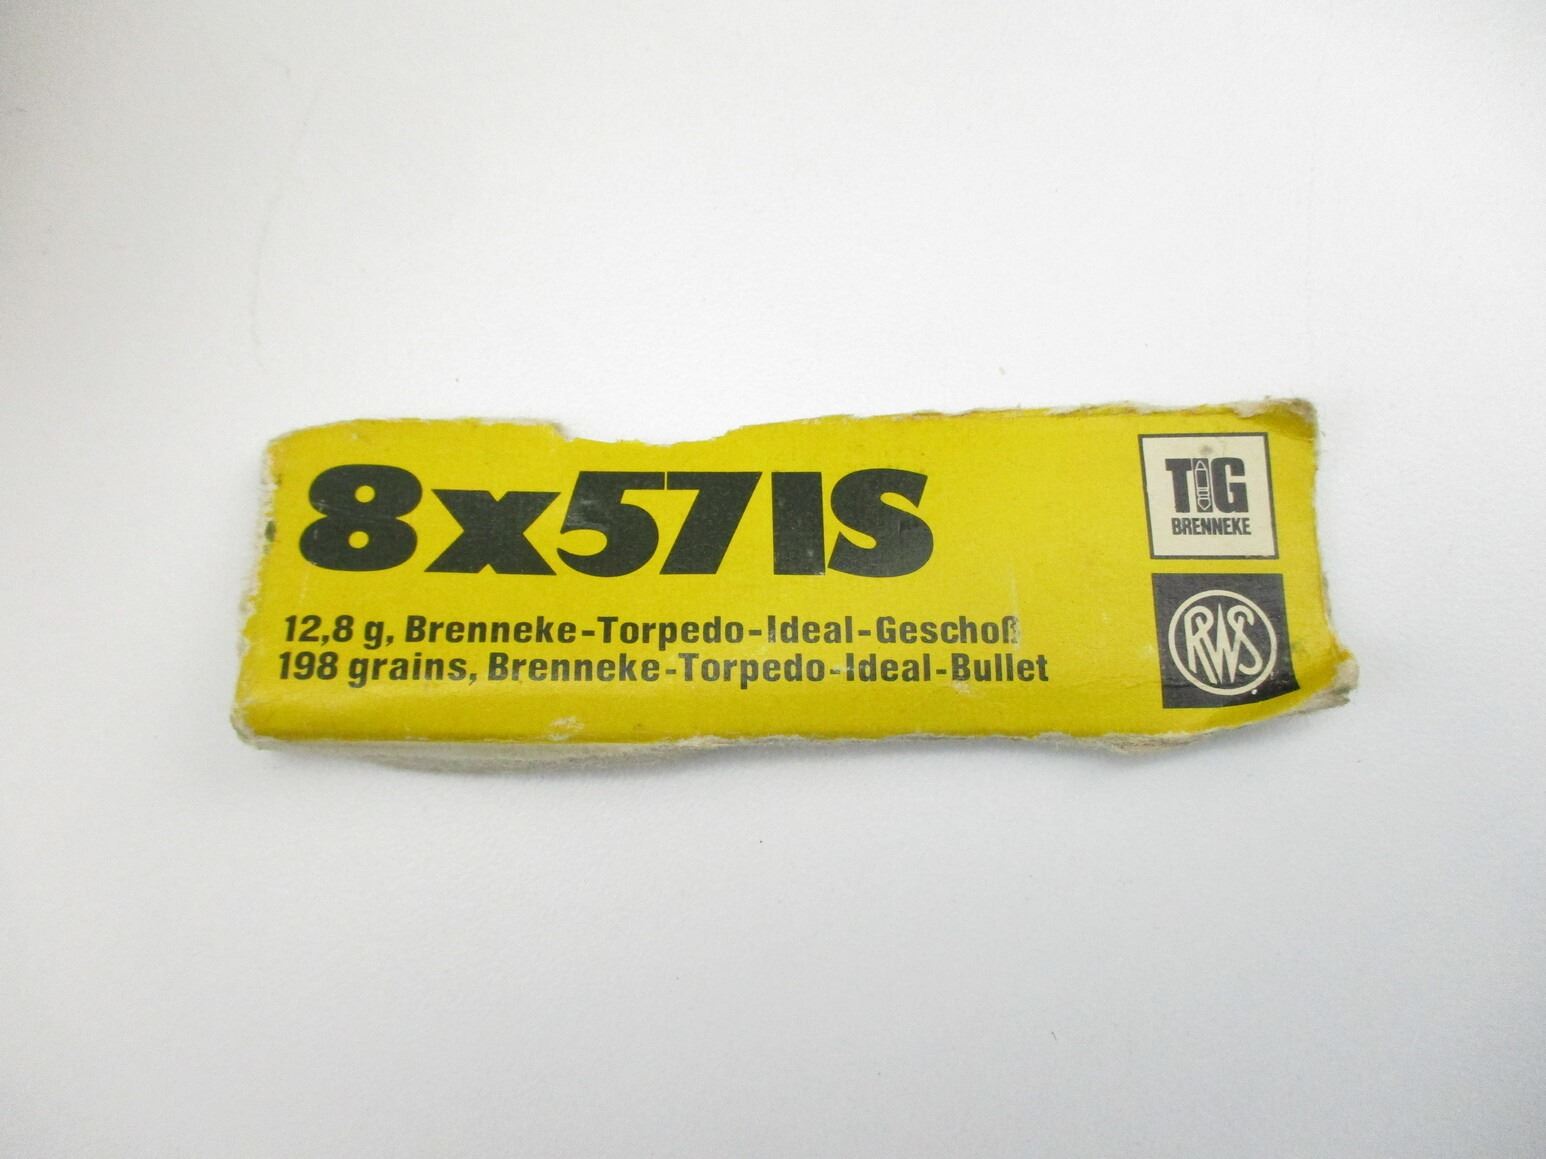 8x57IS
12,8 g, Brenneke-Torpedo-Ideal-Geschoß
198 grains, Brenneke-Torpedo-Ideal-Bullet
TIG
BRENNEKE
RWS